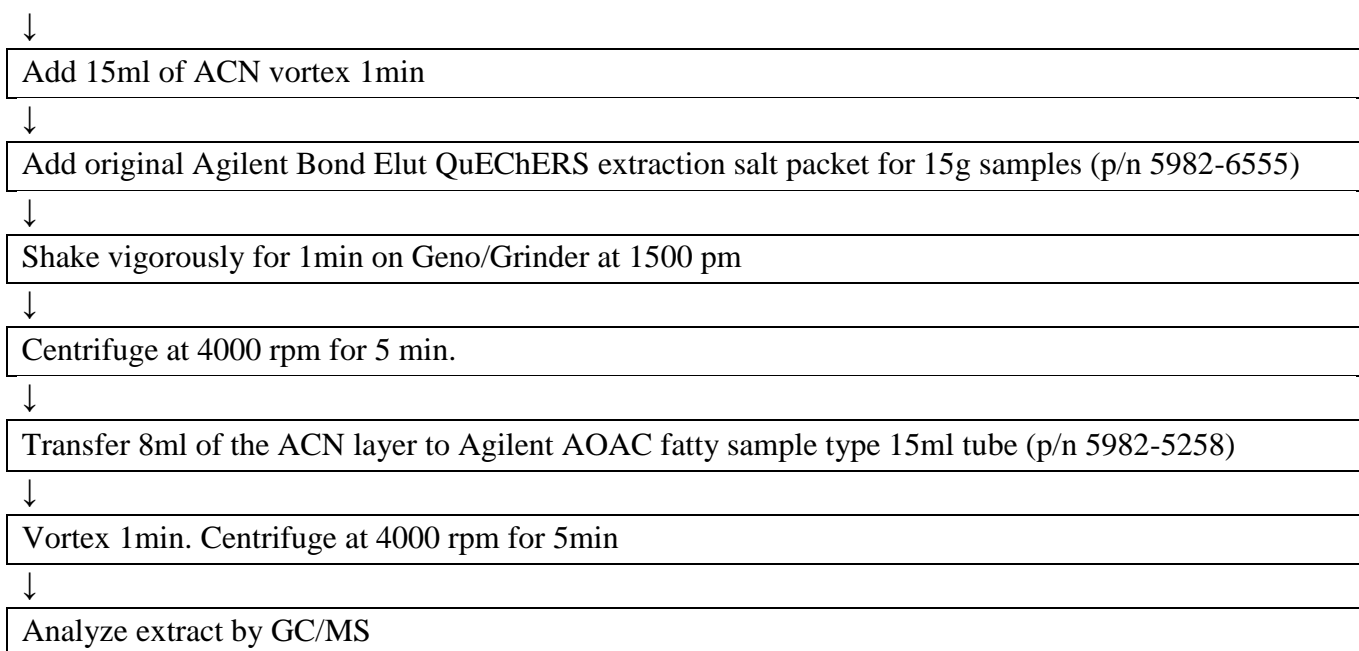 ↓
Add 15ml of ACN vortex 1min
↓
Add original Agilent Bond Elut QuEChERS extraction salt packet for 15g samples (p/n 5982-6555)
↓
Shake vigorously for 1min on Geno/Grinder at 1500 pm
↓
Centrifuge at 4000 rpm for 5 min.
↓
Transfer 8ml of the ACN layer to Agilent AOAC fatty sample type 15ml tube (p/n 5982-5258)
↓
Vortex 1min. Centrifuge at 4000 rpm for 5min
↓
Analyze extract by GC/MS